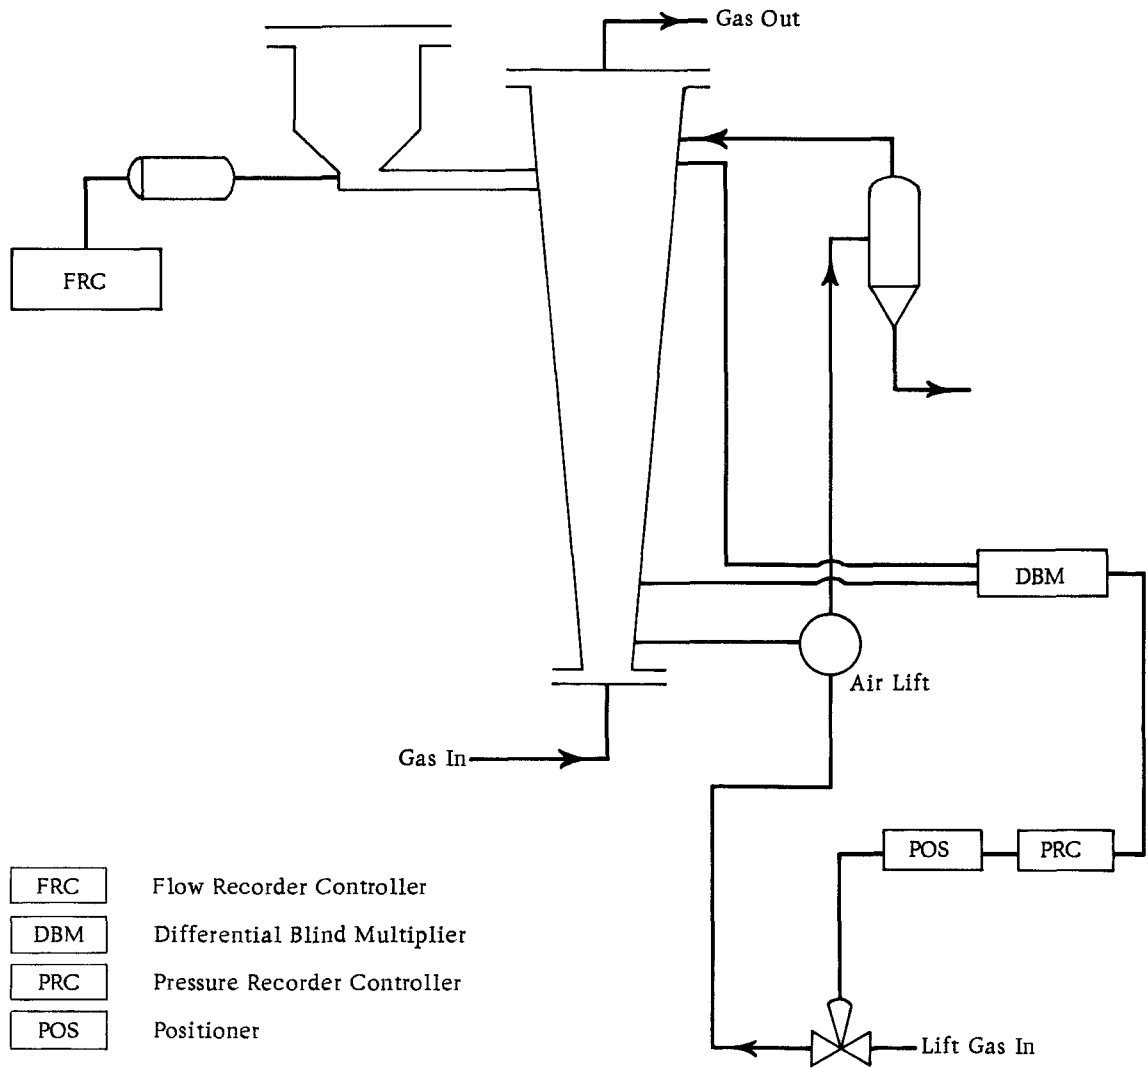 Gas Out
FRC
DBM
Air Lift
Gas In
POS
PRC
FRC Flow Recorder Controller
DBM Differential Blind Multiplier
PRC Pressure Recorder Controller
POS Positioner
Lift Gas In